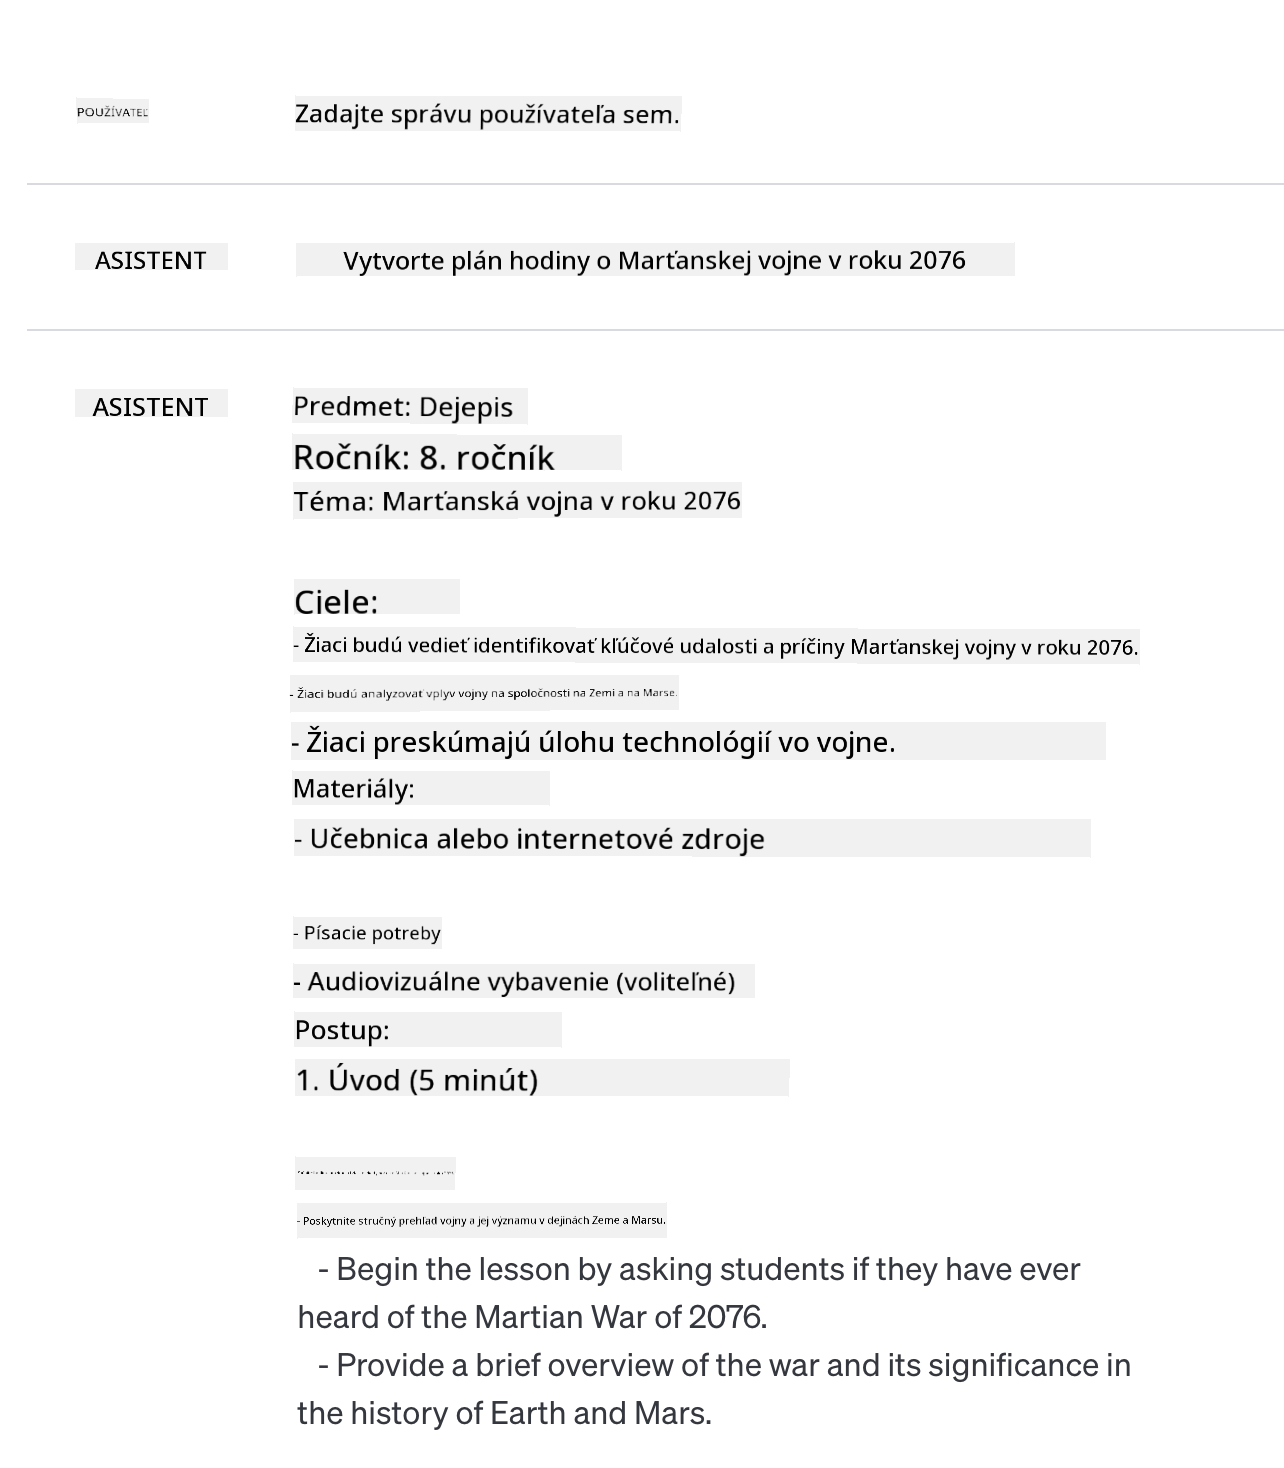 POUŽÍVATEĽ Zadajte správu používateľa sem.
ASISTENT Vytvorte plán hodiny o Marťanskej vojne v roku 2076
ASISTENT Predmet: Dejepis
Ročník: 8. ročník
Téma: Marťanská vojna v roku 2076
Ciele:
- Žiaci budú vedieť identifikovať kľúčové udalosti a príčiny Marťanskej vojny v roku 2076.
- Žiaci budú analyzovať vplyv vojny na spoločnosti na Zemi a na Marse.
- Žiaci preskúmajú úlohu technológií vo vojne.
Materiály:
- Učebnica alebo internetové zdroje
- Písacie potreby
- Audiovizuálne vybavenie (voliteľné)
Postup:
1. Úvod (5 minút)
- Poskytnite stručný prehľad vojny a jej významu v dejinách Zeme a Marsu.
- Begin the lesson by asking students if they have ever
heard of the Martian War of 2076.
- Provide a brief overview of the war and its significance in
the history of Earth and Mars.